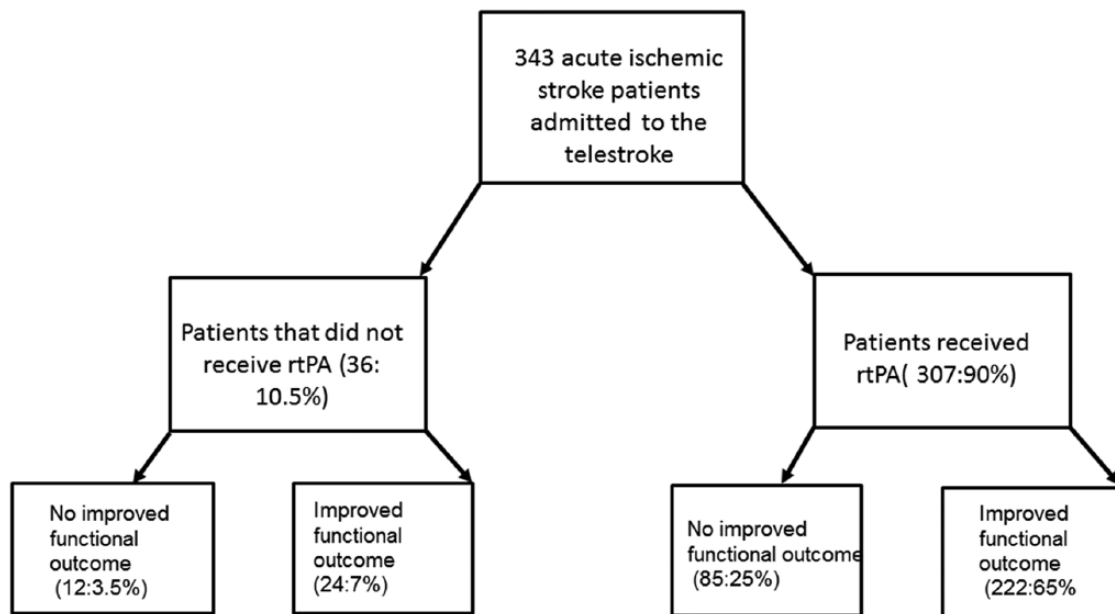 343 acute ischemic
stroke patients
admitted to the
telestroke
Patients that did not
receive rtPA (36:
10.5%)
Patients received
rtPA( 307:90%)
No improved
functional
outcome
(12:3.5%)
Improved
functional
outcome
(24:7%)
No improved
functional outcome
(85:25%)
Improved
functional
outcome
(222:65%